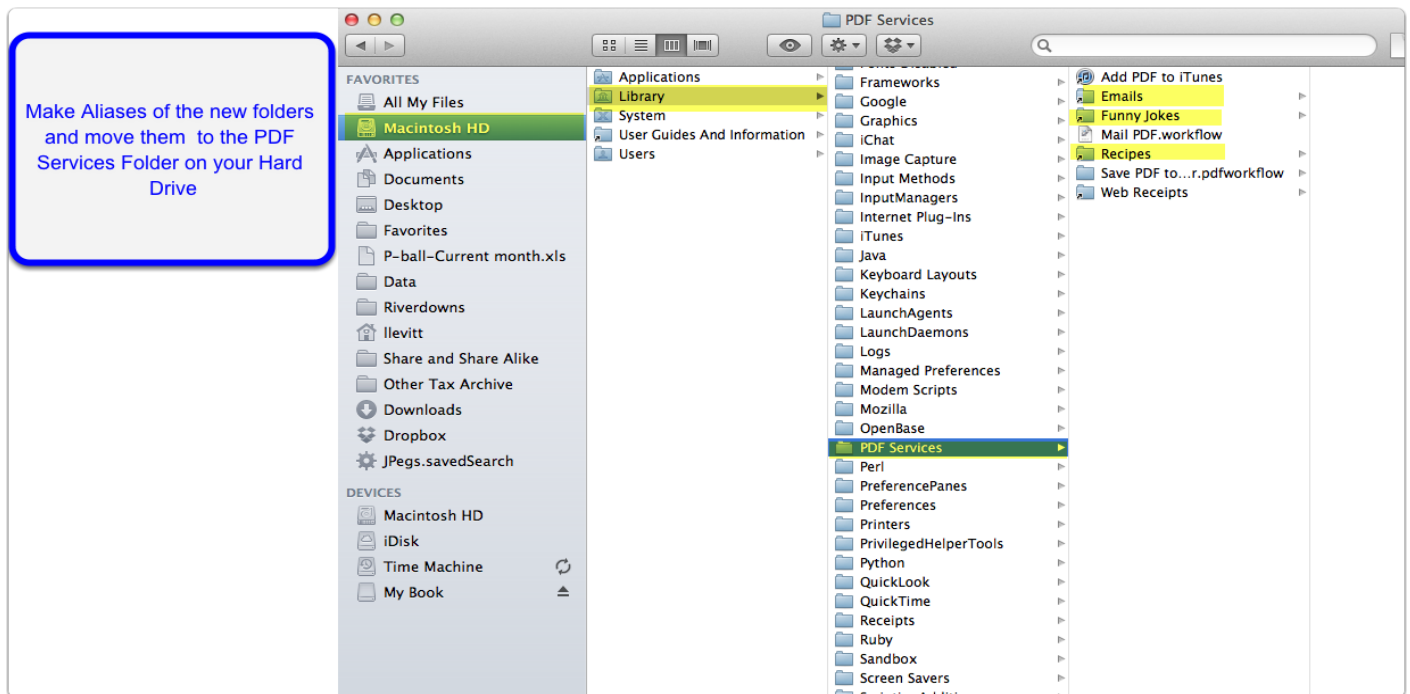 PDF Services
Make Aliases of the new folders
and move them to the PDF
Services Folder on your Hard
Drive
FAVORITES
All My Files
Macintosh HD
Applications
Documents
Desktop
Favorites
P-ball-Current month.xls
Data
Riverdowns
llevitt
Share and Share Alike
Other Tax Archive
Downloads
Dropbox
JPegs.savedSearch
DEVICES
Macintosh HD
iDisk
Time Machine
My Book
Applications
Library
System
User Guides And Information
Users
Frameworks
Google
Graphics
iChat
Image Capture
Input Methods
InputManagers
Internet Plug-Ins
iTunes
Java
Keyboard Layouts
Keychains
LaunchAgents
LaunchDaemons
Logs
Managed Preferences
Modem Scripts
Mozilla
OpenBase
PDF Services
Perl
PreferencePanes
Preferences
Printers
PrivilegedHelperTools
Python
QuickLook
QuickTime
Receipts
Ruby
Sandbox
Screen Savers
Add PDF to iTunes
Emails
Funny Jokes
Mail PDF.workflow
Recipes
Save PDF to...r.pdfworkflow
Web Receipts